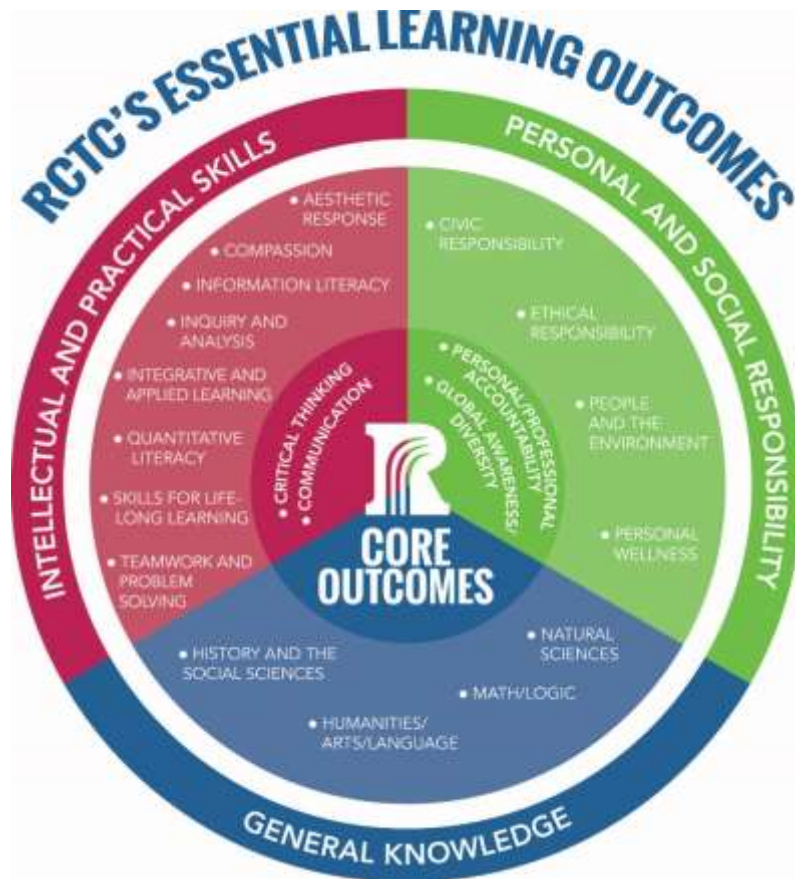 RCTC'S ESSENTIAL LEARNING OUTCOMES
INTELLECTUAL AND PRACTICAL SKILLS
• AESTHETIC
RESPONSE
• COMPASSION
• INFORMATION LITERACY
• INQUIRY AND
ANALYSIS
• INTEGRATIVE AND
APPLIED LEARNING
• QUANTITATIVE
LITERACY
• SKILLS FOR LIFE-
LONG LEARNING
• TEAMWORK AND
PROBLEM
SOLVING
• CRITICAL THINKING
• COMMUNICATION
PERSONAL AND SOCIAL RESPONSIBILITY
• CIVIC
RESPONSIBILITY
• ETHICAL
RESPONSIBILITY
• PEOPLE
AND THE
ENVIRONMENT
• PERSONAL
WELLNESS
• PERSONAL/PROFESSIONAL
ACCOUNTABILITY
• GLOBAL AWARENESS/
DIVERSITY
R
CORE
OUTCOMES
• HISTORY AND THE
SOCIAL SCIENCES
• NATURAL
SCIENCES
• MATH/LOGIC
• HUMANITIES/
ARTS/LANGUAGE
GENERAL KNOWLEDGE